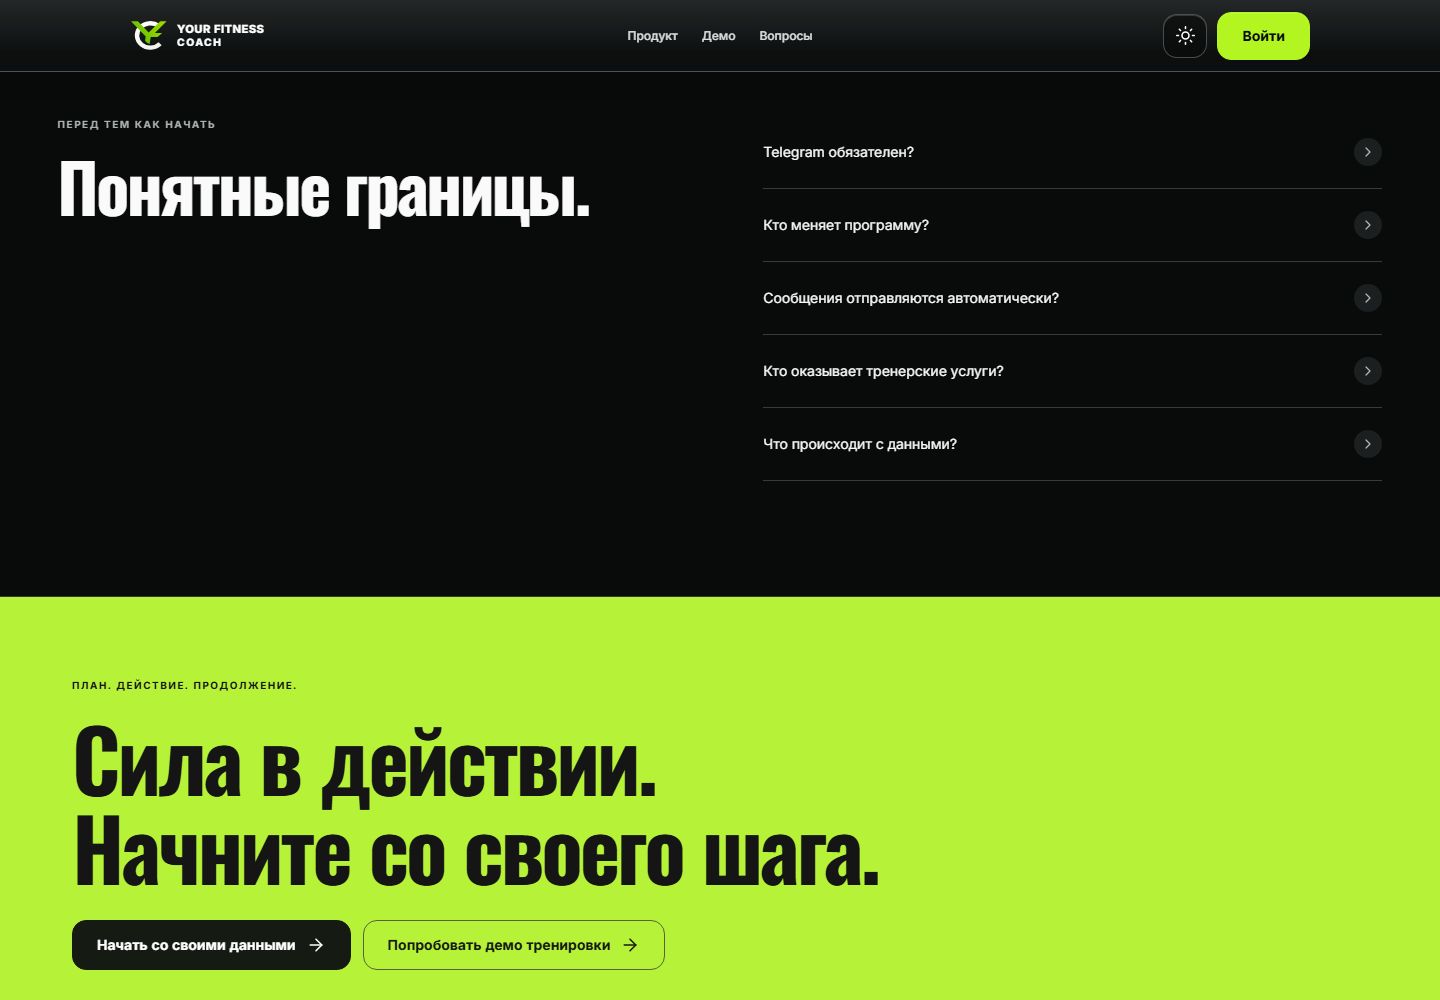 YOUR FITNESS
COACH
Продукт
Демо
Вопросы
Войти
ПЕРЕД ТЕМ КАК НАЧАТЬ
Понятные границы.
Telegram обязателен?
Кто меняет программу?
Сообщения отправляются автоматически?
Кто оказывает тренерские услуги?
Что происходит с данными?
ПЛАН. ДЕЙСТВИЕ. ПРОДОЛЖЕНИЕ.
Сила в действии.
Начните со своего шага.
Начать со своими данными
Попробовать демо тренировки